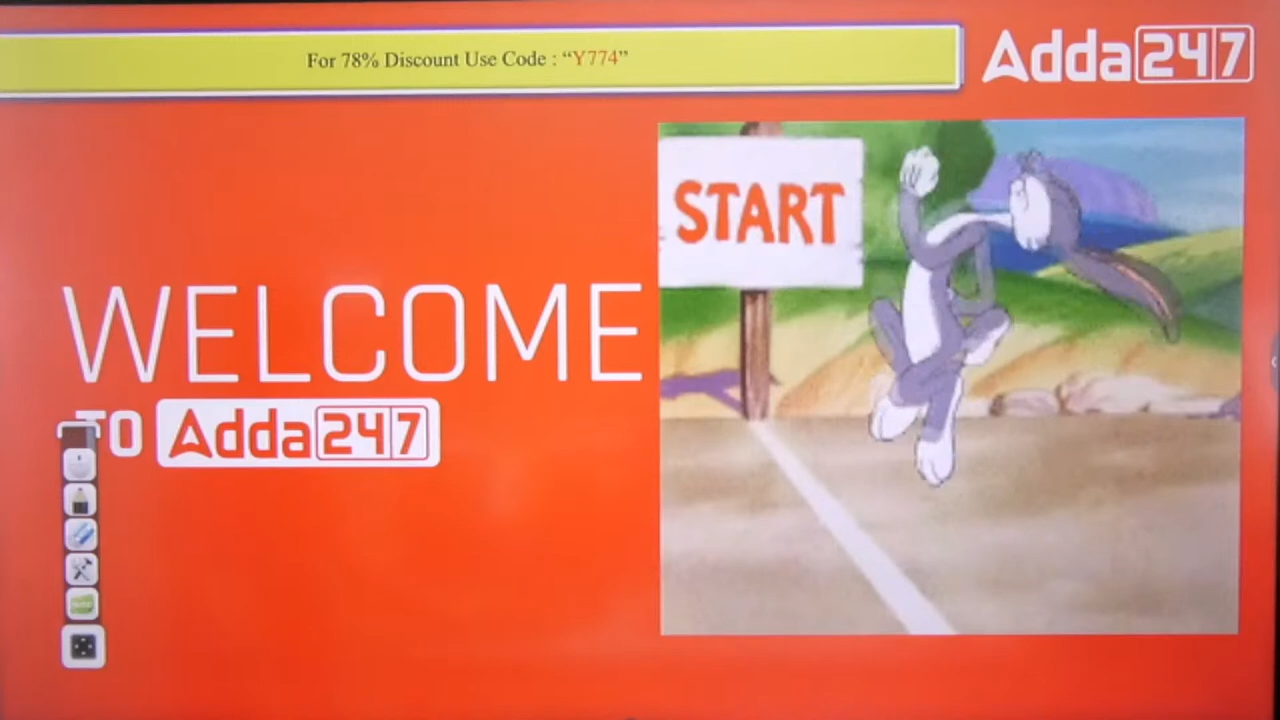 For 78% Discount Use Code : “Y774”
Adda247
START
WELCOME
TO Adda247